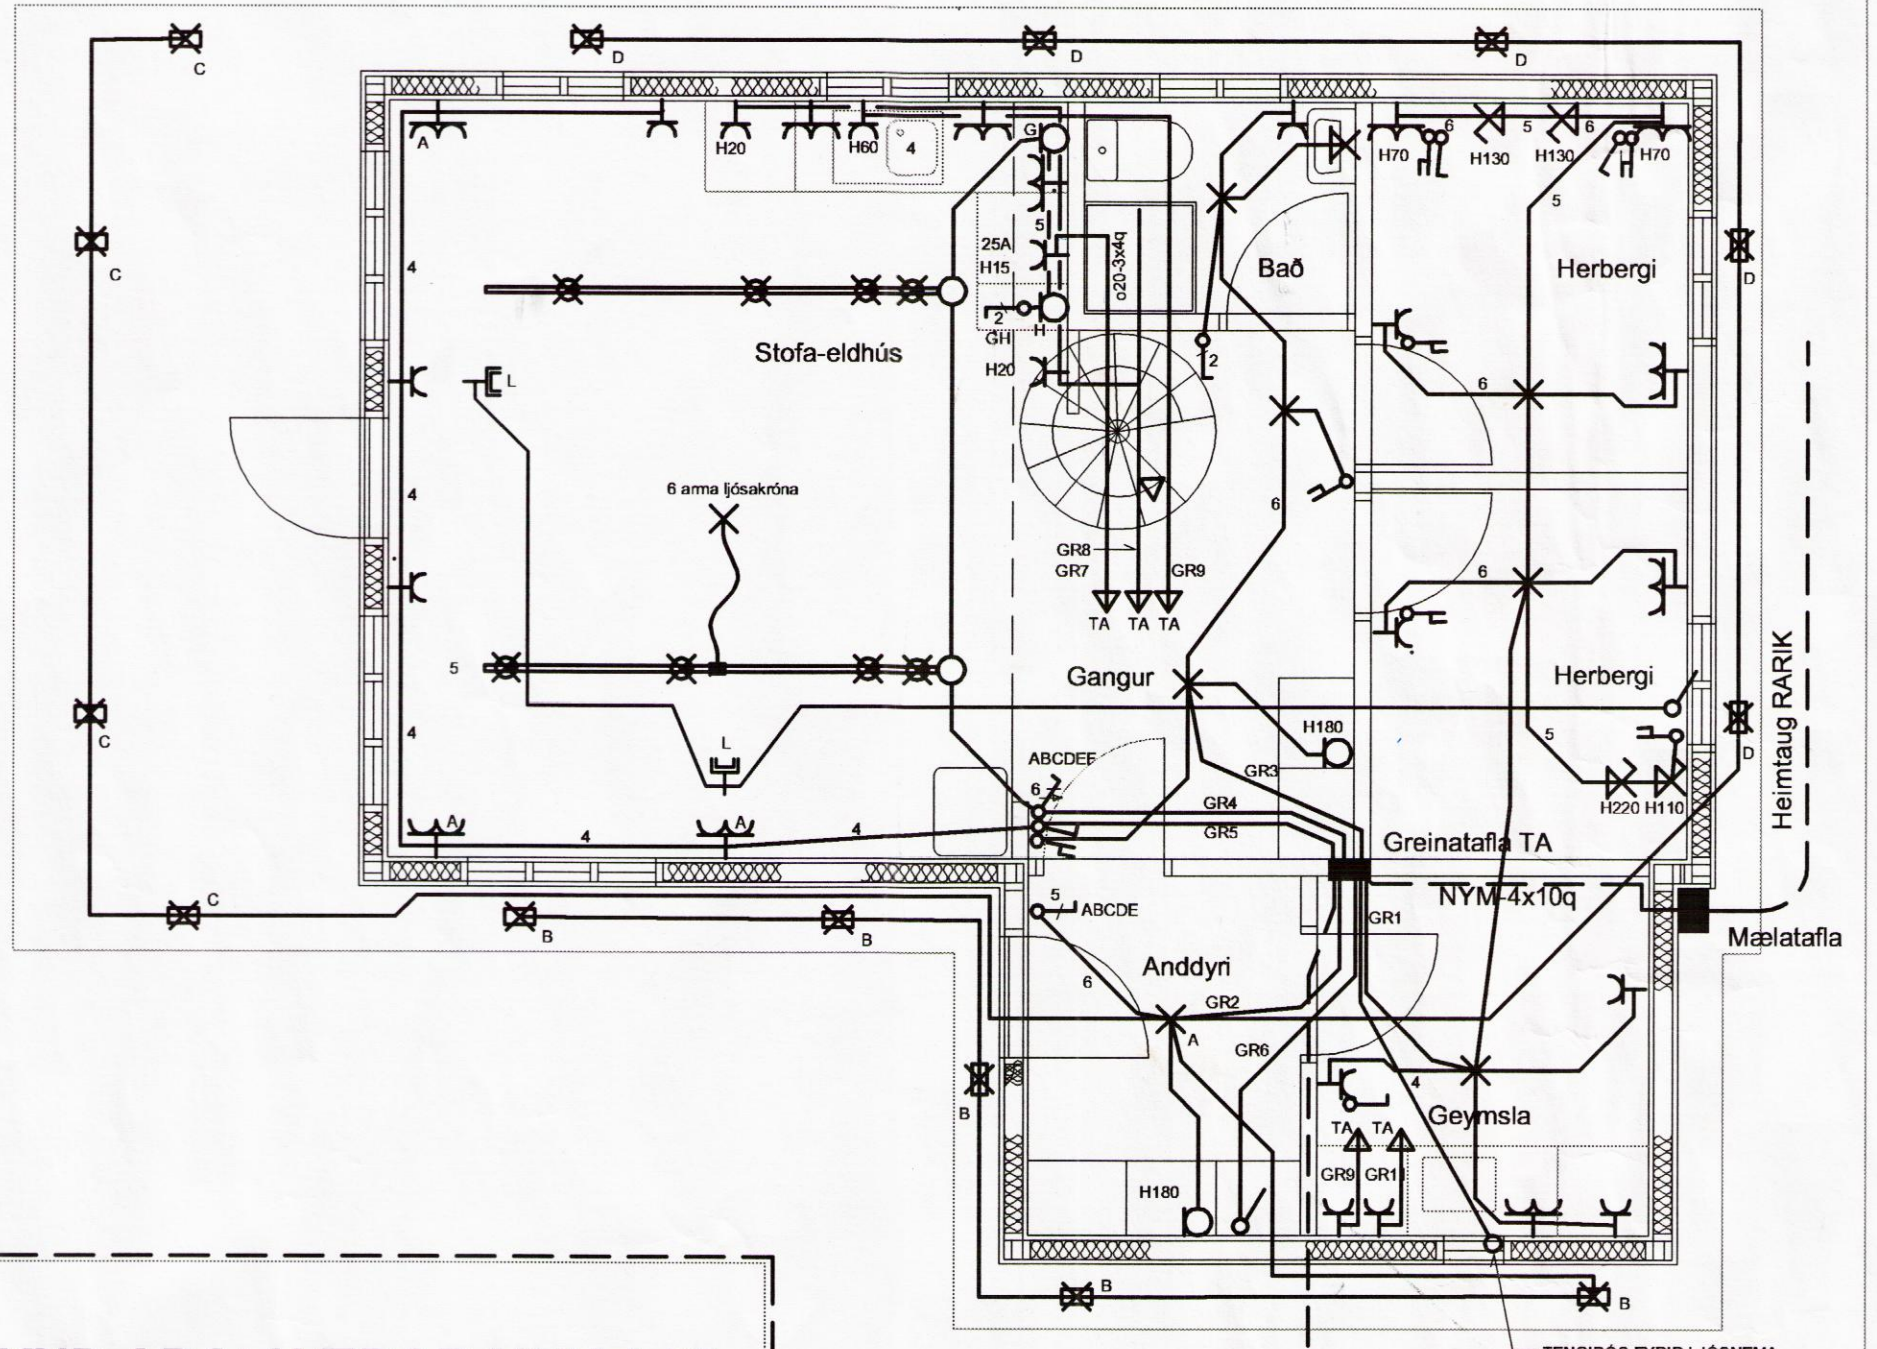 C
D
D
D
A
H20
H60
4
G
H70
6
H130
5
H130
6
H70
5
4
25A
H15
5
o20-3x4q
Bað
Herbergi
C
D
2
GH
H
Stofa-eldhús
H20
2
L
6
6 arma ljósakróna
4
6
GR8
GR7
GR9
TA
TA
TA
6
5
Gangur
Herbergi
Heimtaug RARIK
C
4
L
H180
5
D
ABCDEF
6
GR3
GR4
GR5
H220
H110
A
A
4
4
Greinatafla TA
NYM-4x10q
C
B
B
5
ABCDE
GR1
Mælatafla
Anddyri
6
GR2
A
GR6
4
B
Geymsla
TA
TA
GR9
GR1
H180
B
B